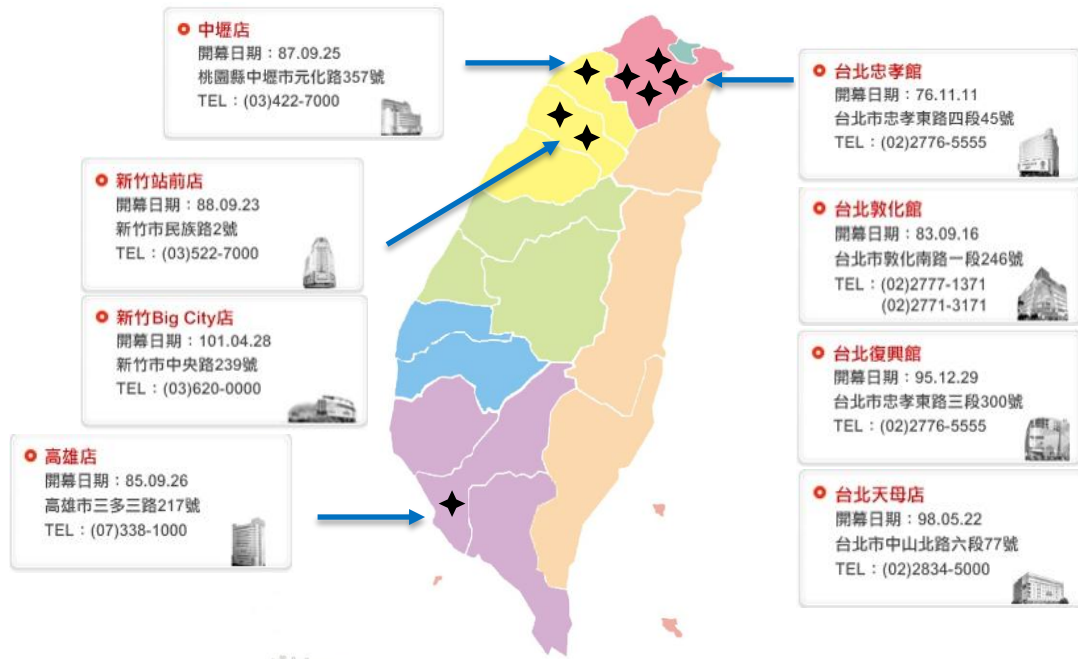 中壢店
開幕日期：87.09.25
桃園縣中壢市元化路357號
TEL：(03)422-7000
新竹站前店
開幕日期：88.09.23
新竹市民族路2號
TEL：(03)522-7000
新竹Big City店
開幕日期：101.04.28
新竹市中央路239號
TEL：(03)620-0000
高雄店
開幕日期：85.09.26
高雄市三多三路217號
TEL：(07)338-1000
台北忠孝館
開幕日期：76.11.11
台北市忠孝東路四段45號
TEL：(02)2776-5555
台北敦化館
開幕日期：83.09.16
台北市敦化南路一段246號
TEL：(02)2777-1371
(02)2771-3171
台北復興館
開幕日期：95.12.29
台北市忠孝東路三段300號
TEL：(02)2776-5555
台北天母店
開幕日期：98.05.22
台北市中山北路六段77號
TEL：(02)2834-5000